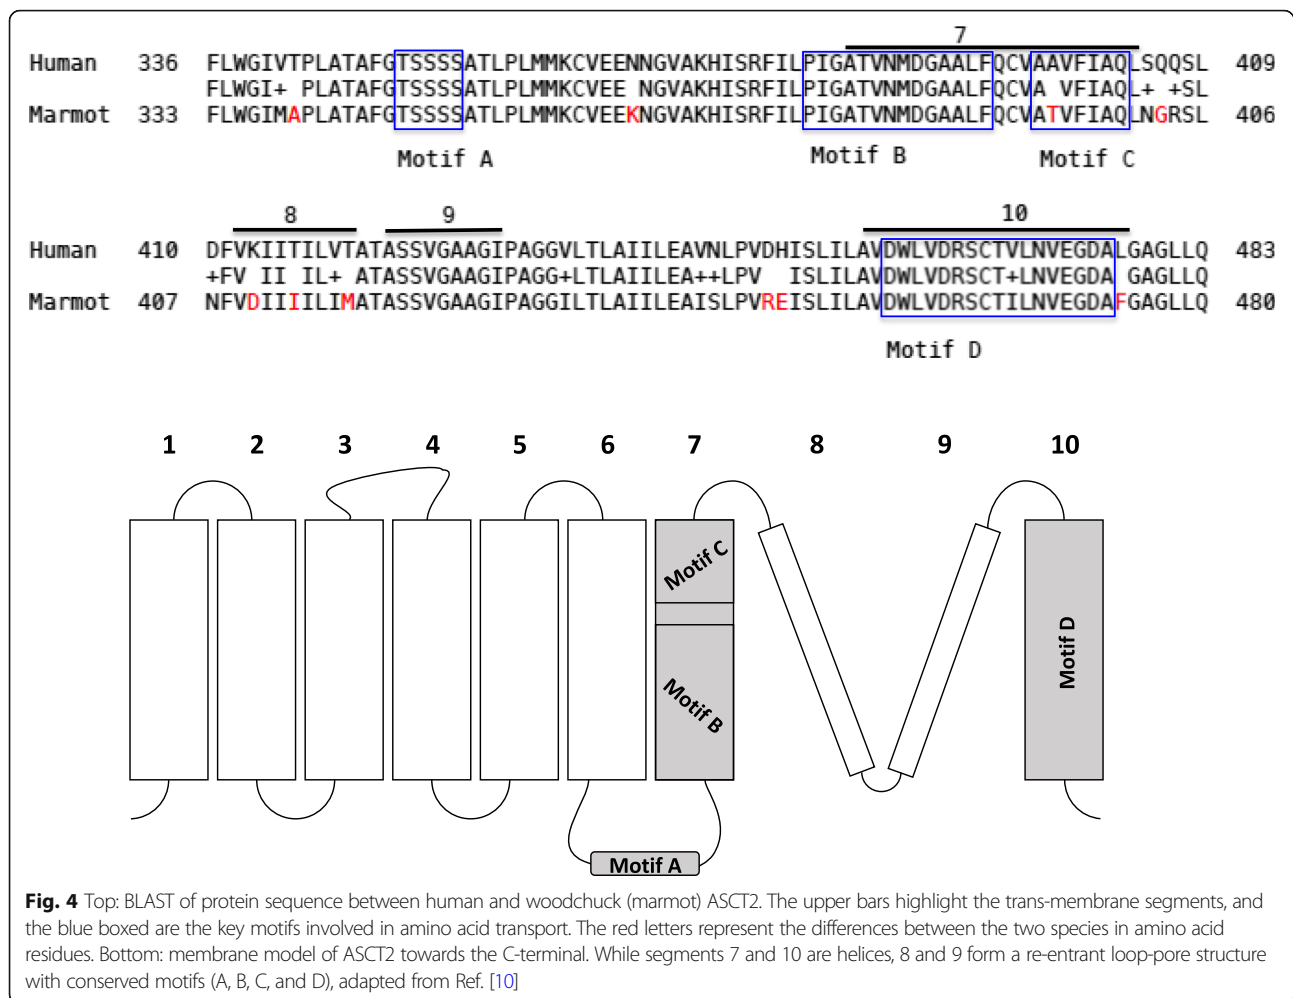 7
Human 336 FLWGIVTPLATAFGTSSSSATLPLMMKCVEENNGVAKHISRFILPIGATVNMDGAALFQCVAAVFIAQLSQQSL 409
FLWGI+ PLATAFGTSSSSATLPLMMKCVEE NGVAKHISRFILPIGATVNMDGAALFQCVA VFIAQL+ +SL
Marmot 333 FLWGIMAPLATAFGTSSSSATLPLMMKCVEEKNGVAKHISRFILPIGATVNMDGAALFQCVATVFIAQLNGRSL 406
Motif A Motif B Motif C
8 9 10
Human 410 DFVKIITILVTATASSVGAAGIPAGGVLTLAIILEAVNLPVDHISLILAVDWLVDRSCTVLNVEGDALGAGLLQ 483
+FV II IL+ ATASSVGAAGIPAGG+LTLAIILEA++LPV ISLILAVDWLVDRSCT+LNVEGDA GAGLLQ
Marmot 407 NFVDIIIILIMATASSVGAAGIPAGGILTLAIILEAISLPVREISLILAVDWLVDRSCTILNVEGDAFGAGLLQ 480
Motif D
1 2 3 4 5 6 7 8 9 10
Motif C
Motif B
Motif D
Motif A
Fig. 4 Top: BLAST of protein sequence between human and woodchuck (marmot) ASCT2. The upper bars highlight the trans-membrane segments, and
the blue boxed are the key motifs involved in amino acid transport. The red letters represent the differences between the two species in amino acid
residues. Bottom: membrane model of ASCT2 towards the C-terminal. While segments 7 and 10 are helices, 8 and 9 form a re-entrant loop-pore structure
with conserved motifs (A, B, C, and D), adapted from Ref. [10]